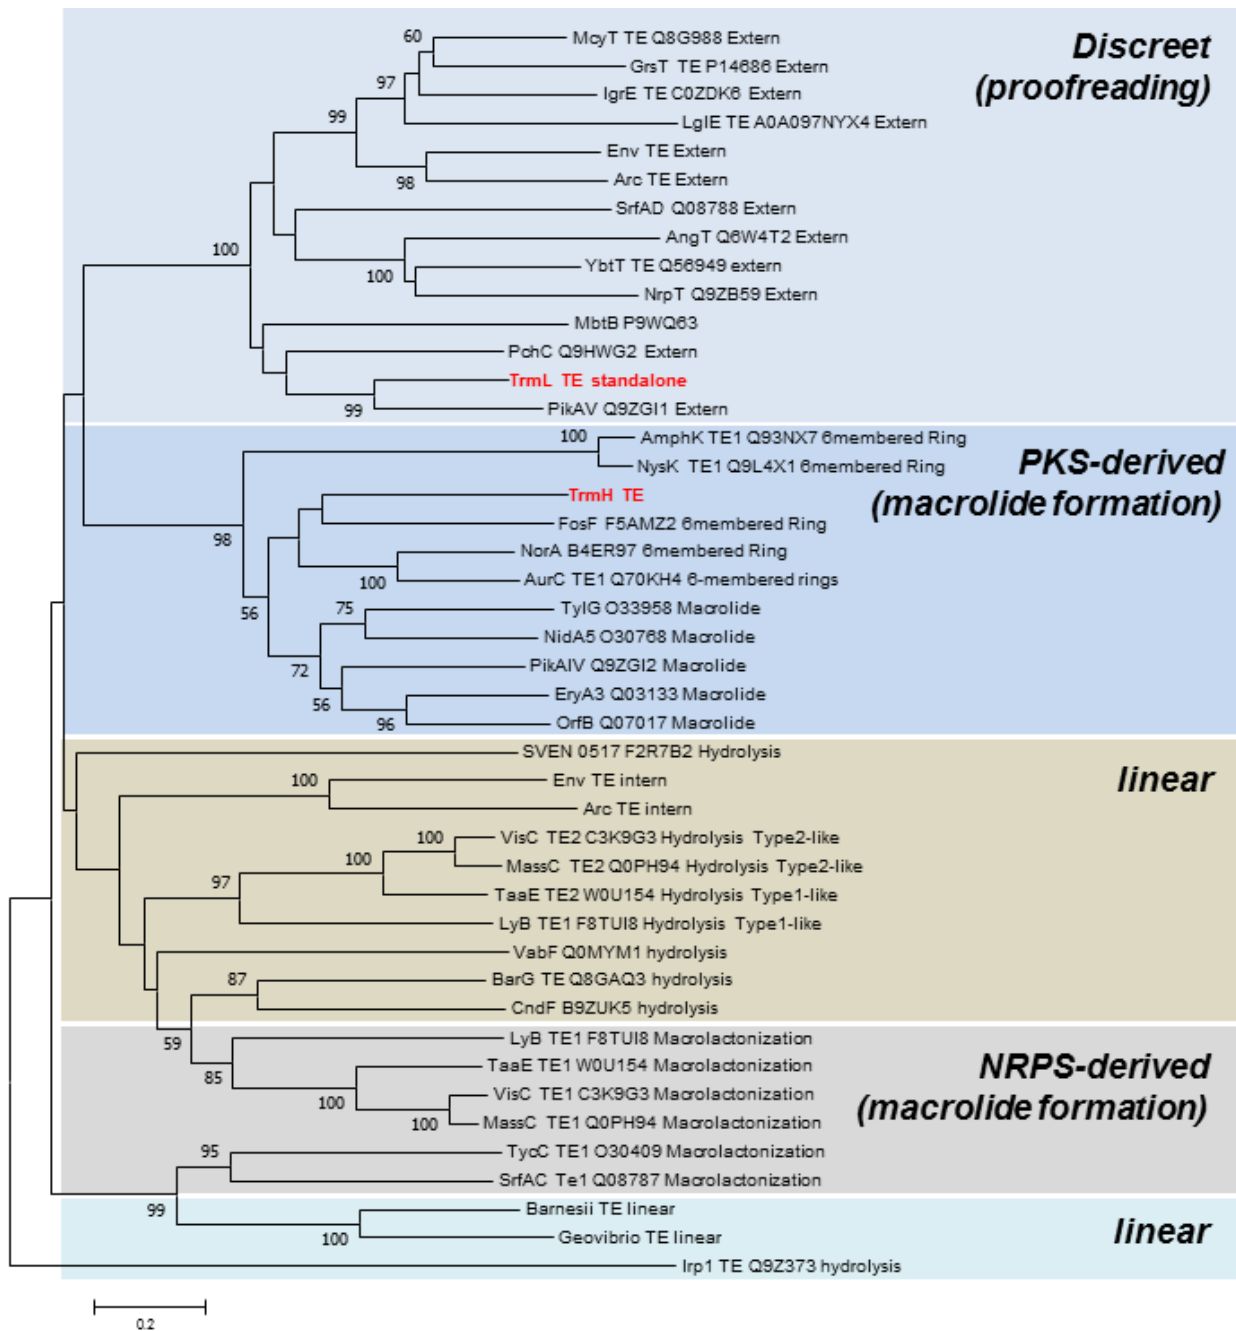 Discreet
(proofreading)
60
McyT TE Q8G988 Extern
GrsT TE P14686 Extern
97
IgrE TE C0ZDK6 Extern
99
LgIE TE A0A097NYX4 Extern
Env TE Extern
98
Arc TE Extern
SrfAD Q08788 Extern
100
AngT Q6W4T2 Extern
100
YbtT TE Q56949 extern
NrpT Q9ZB59 Extern
MbtB P9WQ63
PchC Q9HWG2 Extern
TrmL TE standalone
99
PikAV Q9ZGI1 Extern
PKS-derived
(macrolide formation)
100
AmphK TE1 Q93NX7 6membered Ring
NysK TE1 Q9L4X1 6membered Ring
TrmH TE
98
FosF F5AMZ2 6membered Ring
NorA B4ER97 6membered Ring
100
AurC TE1 Q70KH4 6-membered rings
56
75
TylG O33958 Macrolide
NidA5 O30768 Macrolide
72
PikAIV Q9ZGI2 Macrolide
56
EryA3 Q03133 Macrolide
96
OrfB Q07017 Macrolide
linear
SVEN 0517 F2R7B2 Hydrolysis
100
Env TE intern
Arc TE intern
100
VisC TE2 C3K9G3 Hydrolysis Type2-like
100
MassC TE2 Q0PH94 Hydrolysis Type2-like
97
TaaE TE2 W0U154 Hydrolysis Type1-like
LyB TE1 F8TUI8 Hydrolysis Type1-like
VabF Q0MYM1 hydrolysis
87
BarG TE Q8GAQ3 hydrolysis
CndF B9ZUK5 hydrolysis
59
NRPS-derived
(macrolide formation)
LyB TE1 F8TUI8 Macrolactonization
85
TaaE TE1 W0U154 Macrolactonization
100
VisC TE1 C3K9G3 Macrolactonization
100
MassC TE1 Q0PH94 Macrolactonization
95
TycC TE1 O30409 Macrolactonization
SrfAC Te1 Q08787 Macrolactonization
99
linear
Barnesii TE linear
100
Geovibrio TE linear
Irp1 TE Q9Z373 hydrolysis
0.2